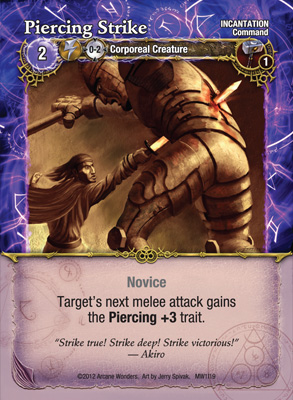 Piercing Strike
INCANTATION
Command
2
0-2
Corporeal Creature
1
Novice
Target's next melee attack gains
the Piercing +3 trait.
"Strike true! Strike deep! Strike victorious!"
— Akiro
©2012 Arcane Wonders. Art by Jerry Spivak. MW1I19